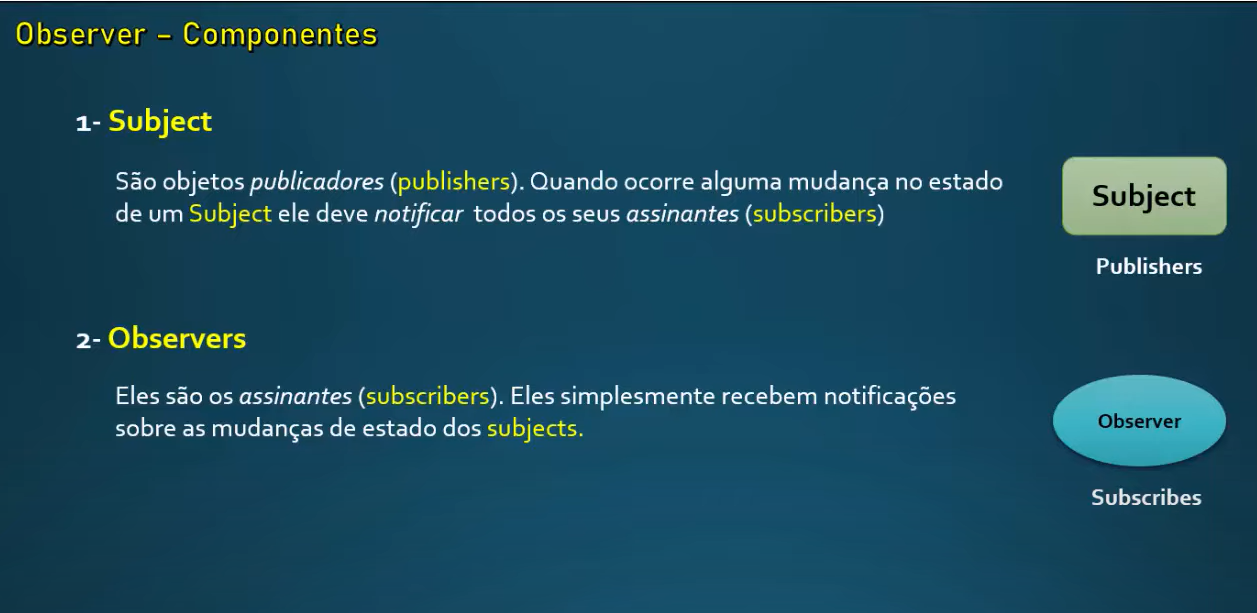 Observer – Componentes
1- Subject
São objetos publicadores (publishers). Quando ocorre alguma mudança no estado
de um Subject ele deve notificar todos os seus assinantes (subscribers)
Subject
Publishers
2- Observers
Eles são os assinantes (subscribers). Eles simplesmente recebem notificações
sobre as mudanças de estado dos subjects.
Observer
Subscribes